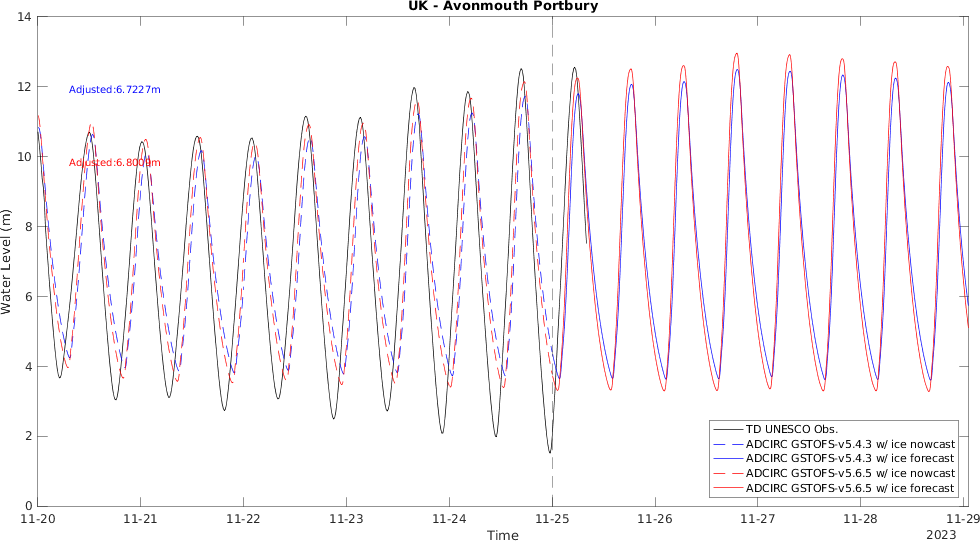 UK - Avonmouth Portbury
14
12
10
8
6
4
2
0
Water Level (m)
Adjusted:6.7227m
TD UNESCO Obs.
ADCIRC GSTOFS-v5.4.3 w/ ice nowcast
ADCIRC GSTOFS-v5.4.3 w/ ice forecast
ADCIRC GSTOFS-v5.6.5 w/ ice nowcast
ADCIRC GSTOFS-v5.6.5 w/ ice forecast
11-20
11-21
11-22
11-23
11-24
11-25
11-26
11-27
11-28
11-29
Time
2023